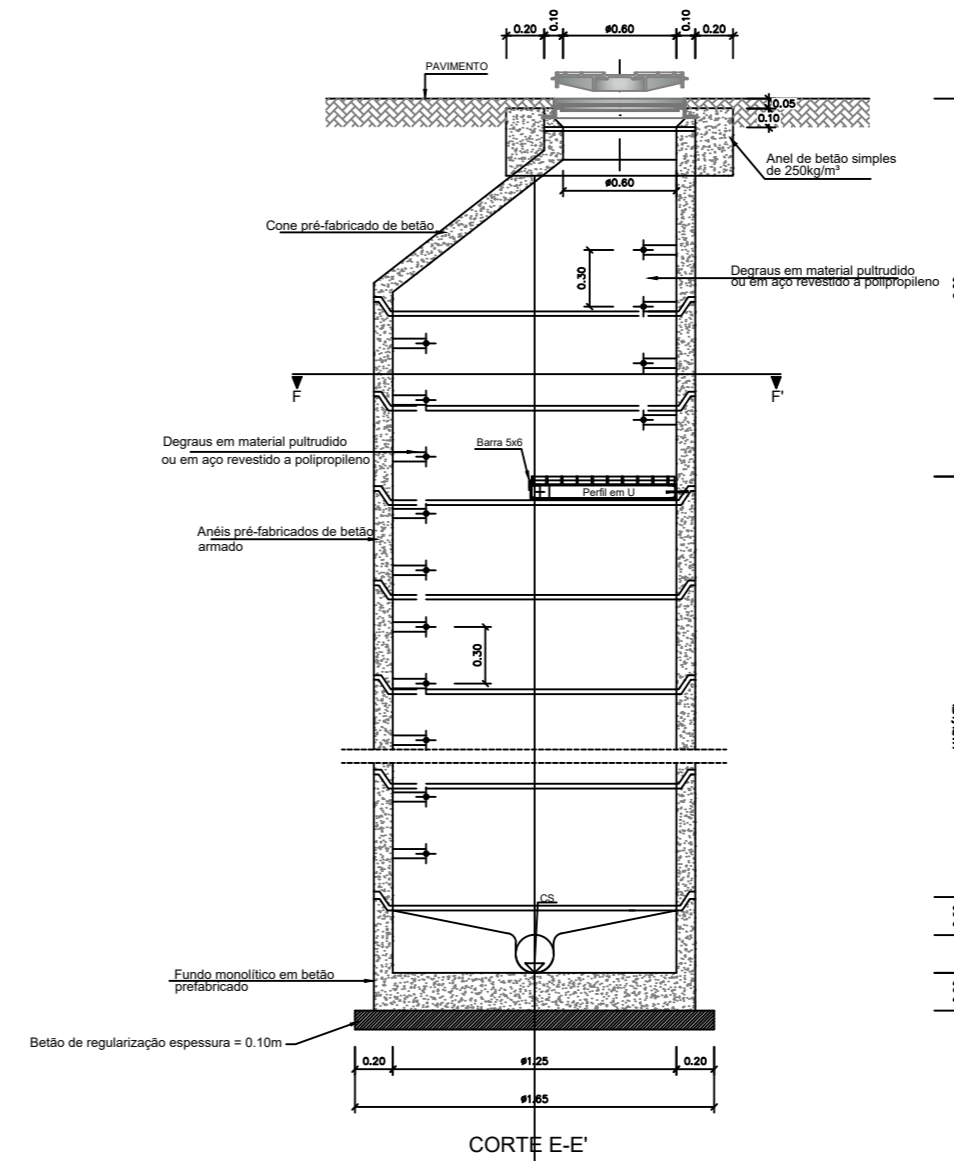 0.20
0.10
ø0.60
0.10
0.20
PAVIMENTO
0.05
0.10
Anel de betão simples
de 250kg/m³
ø0.60
Cone pré-fabricado de betão
0.30
Degraus em material pultrudido
ou em aço revestido a polipropileno
F
F'
Degraus em material pultrudido
ou em aço revestido a polipropileno
Barra 5x6
Perfil em U
Anéis pré-fabricados de betão
armado
0.30
CS
Fundo monolítico em betão
prefabricado
Betão de regularização espessura = 0.10m
0.20
ø1.25
0.20
ø1.65
CORTE E-E'